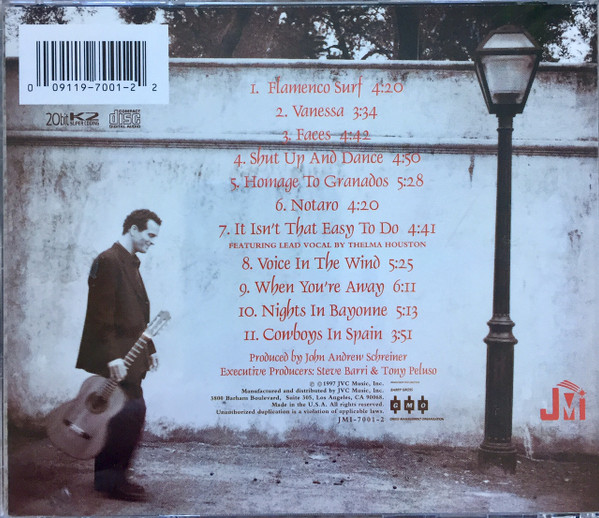 0 09119-7001-2 2
20bit K2
SUPER CODING
COMPACT
disc
DIGITAL AUDIO
1. Flamenco Surf 4:20
2. Vanessa 3:34
3. Faces 4:42
4. Shut Up And Dance 4:50
5. Homage To Granados 5:28
6. Notaro 4:20
7. It Isn't That Easy To Do 4:41
FEATURING LEAD VOCAL BY THELMA HOUSTON
8. Voice In The Wind 5:25
9. When You're Away 6:11
10. Nights In Bayonne 5:13
11. Cowboys In Spain 3:51
Produced by John Andrew Schreiner
Executive Producers: Steve Barri & Tony Peluso
℗ © 1997 JVC Music, Inc.
Manufactured and distributed by JVC Music, Inc.
3800 Barham Boulevard, Suite 305, Los Angeles, CA 90068.
Made in the U.S.A. All rights reserved.
Unauthorized duplication is a violation of applicable laws.
JMI-7001-2
GMO
JMI